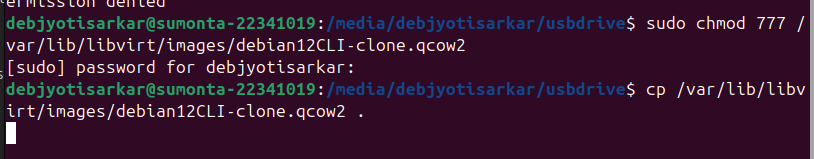 ermission denied
debjyotisarkar@sumonta-22341019:/media/debjyotisarkar/usbdrive$ sudo chmod 777 /
var/lib/libvirt/images/debian12CLI-clone.qcow2
[sudo] password for debjyotisarkar:
debjyotisarkar@sumonta-22341019:/media/debjyotisarkar/usbdrive$ cp /var/lib/libv
irt/images/debian12CLI-clone.qcow2 .